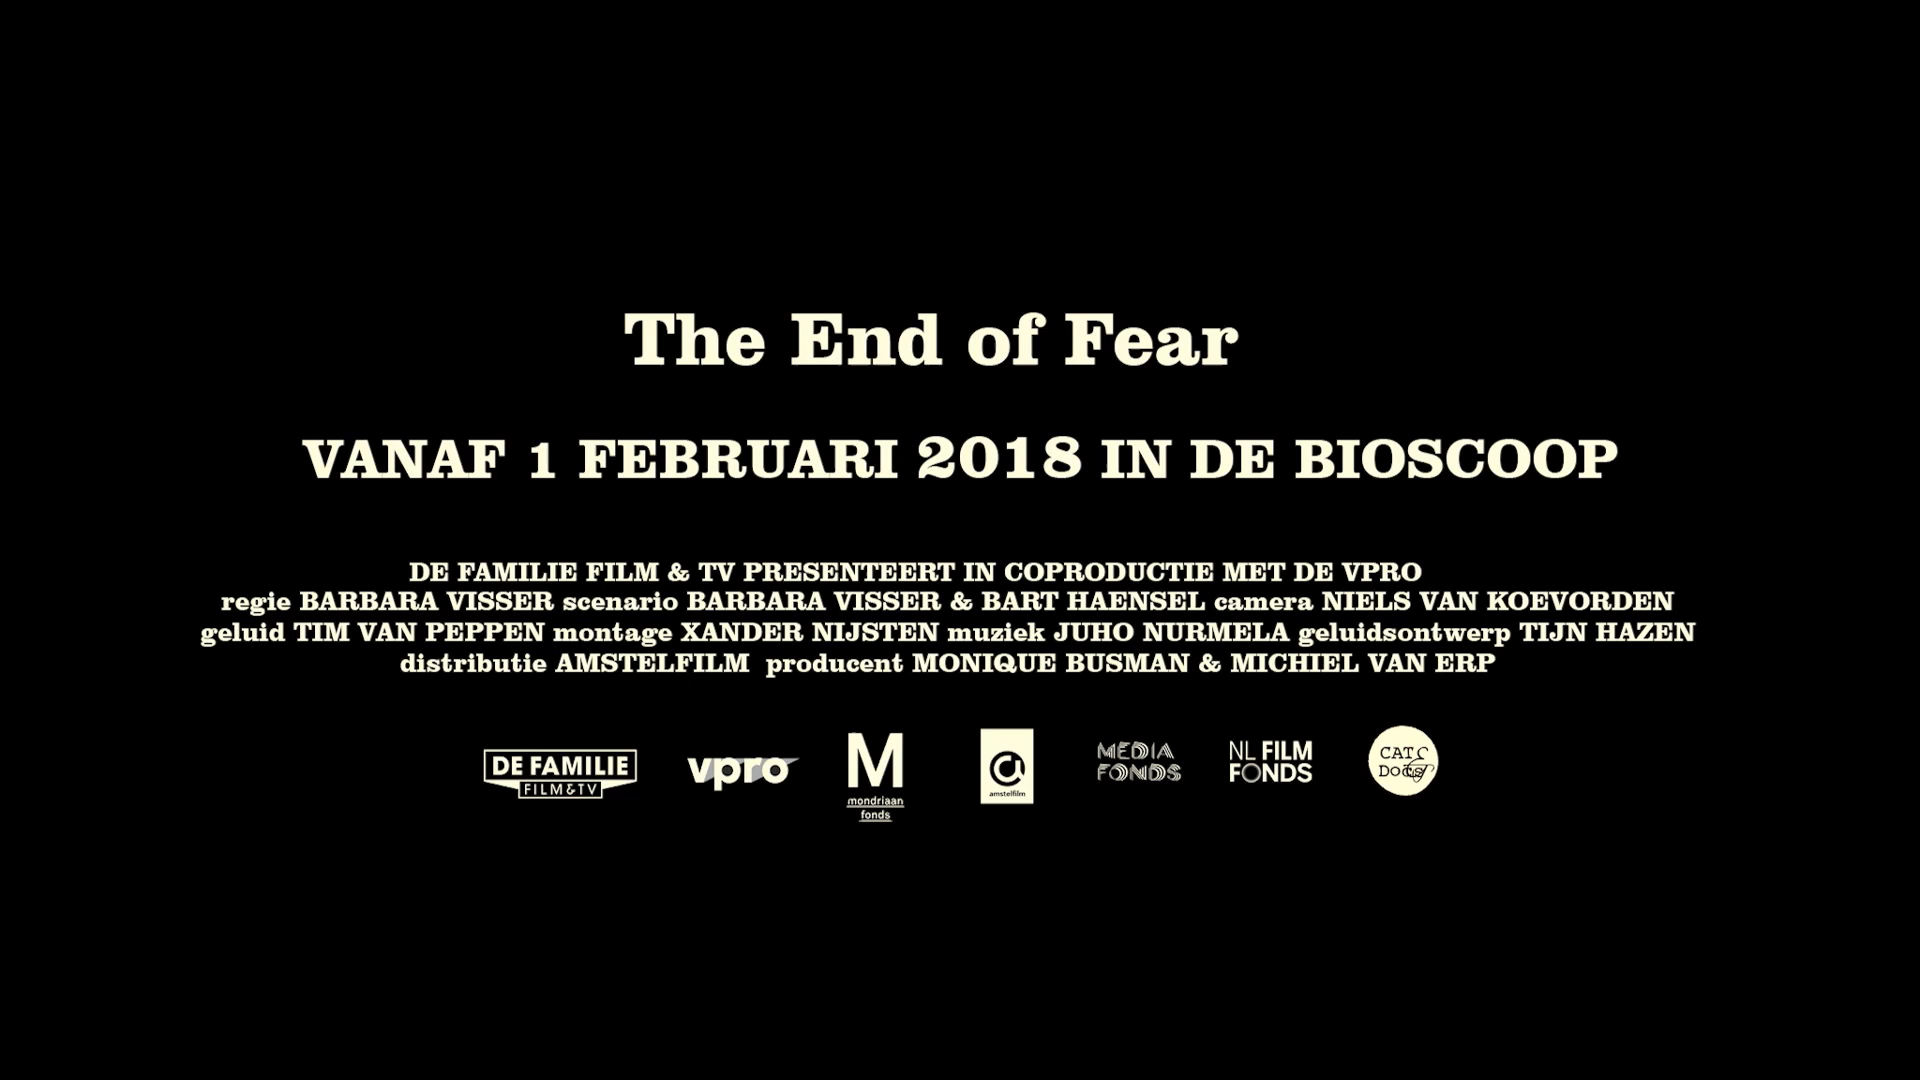 The End of Fear
VANAF 1 FEBRUARI 2018 IN DE BIOSCOOP
DE FAMILIE FILM & TV PRESENTEERT IN COPRODUCTIE MET DE VPRO
regie BARBARA VISSER scenario BARBARA VISSER & BART HAENSEL camera NIELS VAN KOEVORDEN
geluid TIM VAN PEPPEN montage XANDER NIJSTEN muziek JUHO NURMELA geluidsontwerp TIJN HAZEN
distributie AMSTELFILM producent MONIQUE BUSMAN & MICHIEL VAN ERP
DE FAMILIE
FILM&TV
vpro
M
mondriaan
fonds
a
amstelfilm
MEDIA
FONDS
NL FILM
FONDS
CAT&
DOCS